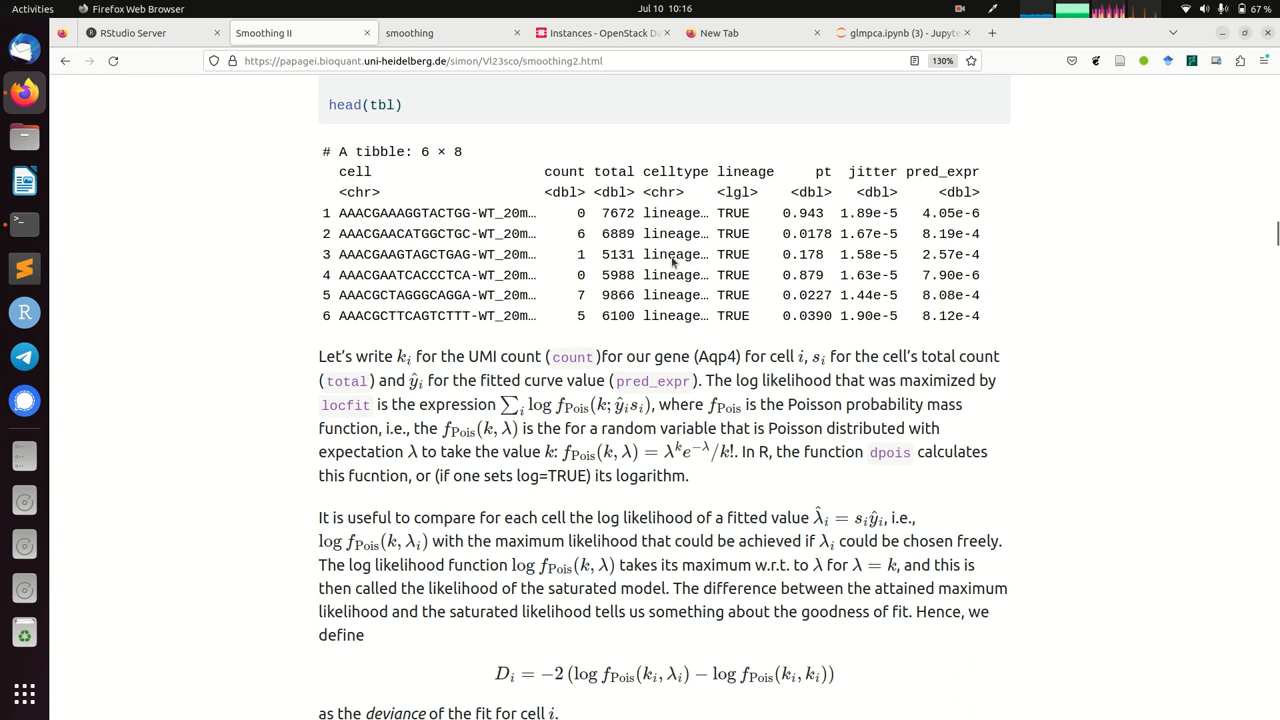 Activities Firefox Web Browser Jul 10 10:16 67 %
RStudio Server × Smoothing II × smoothing × Instances - OpenStack Da × New Tab × glmpca.ipynb (3) - Jupyte ×
https://papagei.bioquant.uni-heidelberg.de/simon/Vl23sco/smoothing2.html 130%
head(tbl)
# A tibble: 6 × 8
cell count total celltype lineage pt jitter pred_expr
<chr> <dbl> <dbl> <chr> <lgl> <dbl> <dbl> <dbl>
1 AAACGAAAGGTACTGG-WT_20m… 0 7672 lineage… TRUE 0.943 1.89e-5 4.05e-6
2 AAACGAACATGGCTGC-WT_20m… 6 6889 lineage… TRUE 0.0178 1.67e-5 8.19e-4
3 AAACGAAGTAGCTGAG-WT_20m… 1 5131 lineage… TRUE 0.178 1.58e-5 2.57e-4
4 AAACGAATCACCCTCA-WT_20m… 0 5988 lineage… TRUE 0.879 1.63e-5 7.90e-6
5 AAACGCTAGGGCAGGA-WT_20m… 7 9866 lineage… TRUE 0.0227 1.44e-5 8.08e-4
6 AAACGCTTCAGTCTTT-WT_20m… 5 6100 lineage… TRUE 0.0390 1.90e-5 8.12e-4
Let’s write kᵢ for the UMI count (count)for our gene (Aqp4) for cell i, sᵢ for the cell’s total count
(total) and ŷᵢ for the fitted curve value (pred_expr). The log likelihood that was maximized by
locfit is the expression ∑ᵢ log f_Pois(k; ŷᵢsᵢ), where f_Pois is the Poisson probability mass
function, i.e., the f_Pois(k, λ) is the for a random variable that is Poisson distributed with
expectation λ to take the value k: f_Pois(k, λ) = λᵏe^−λ/k!. In R, the function dpois calculates
this fucntion, or (if one sets log=TRUE) its logarithm.
It is useful to compare for each cell the log likelihood of a fitted value λ̂ᵢ = sᵢŷᵢ, i.e.,
log f_Pois(k, λᵢ) with the maximum likelihood that could be achieved if λᵢ could be chosen freely.
The log likelihood function log f_Pois(k, λ) takes its maximum w.r.t. to λ for λ = k, and this is
then called the likelihood of the saturated model. The difference between the attained maximum
likelihood and the saturated likelihood tells us something about the goodness of fit. Hence, we
define
Dᵢ = −2 (log f_Pois(kᵢ, λᵢ) − log f_Pois(kᵢ, kᵢ))
as the deviance of the fit for cell i.